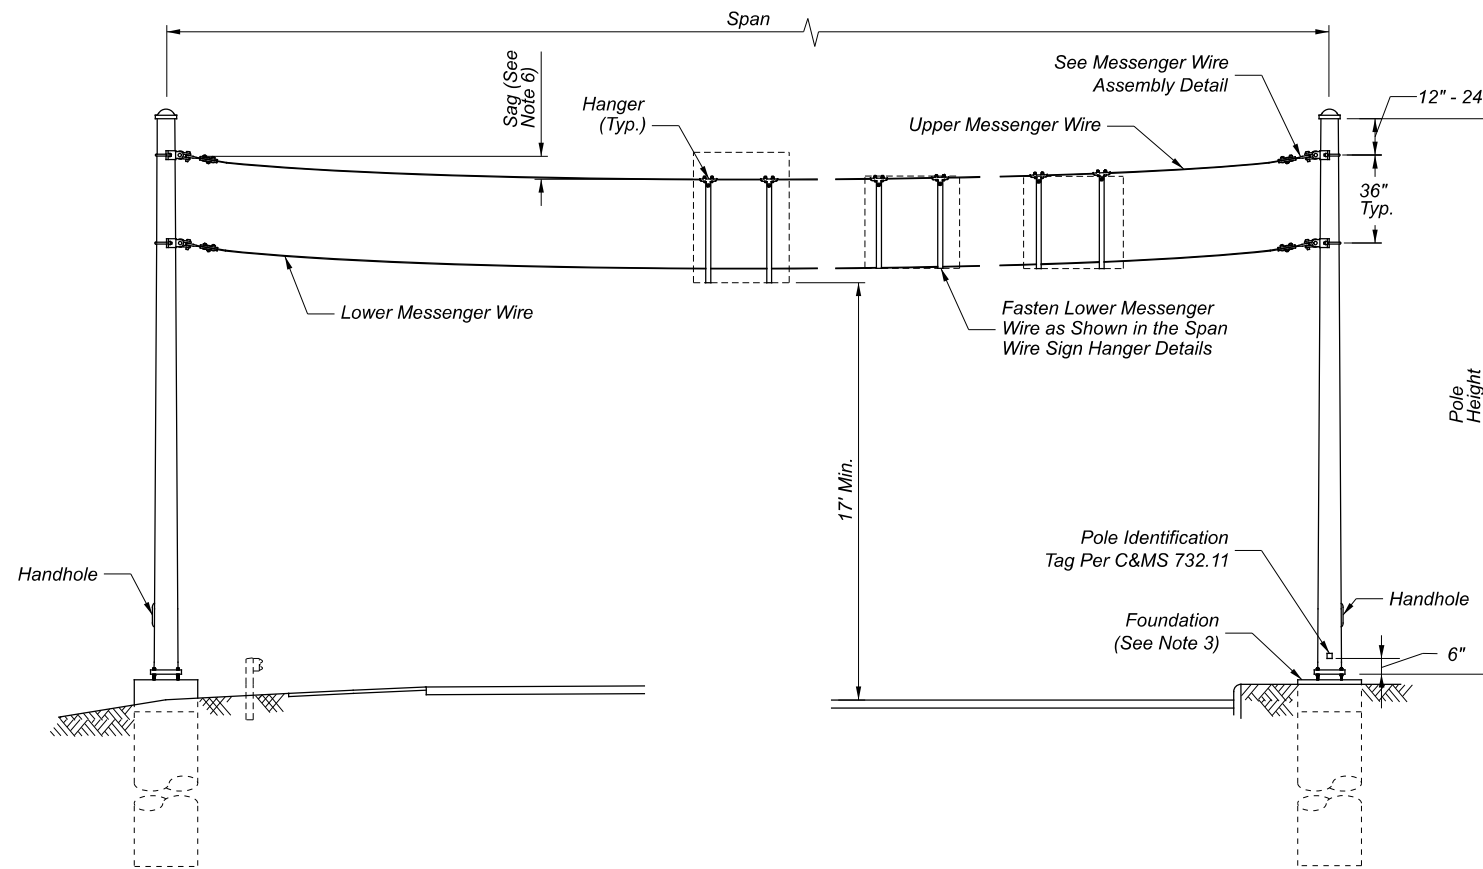 Span
Sag (See
Note 6)
Hanger
(Typ.)
See Messenger Wire
Assembly Detail
12" - 24
Upper Messenger Wire
36"
Typ.
Lower Messenger Wire
Fasten Lower Messenger
Wire as Shown in the Span
Wire Sign Hanger Details
Pole
Height
17' Min.
Pole Identification
Tag Per C&MS 732.11
Handhole
Handhole
Foundation
(See Note 3)
6"